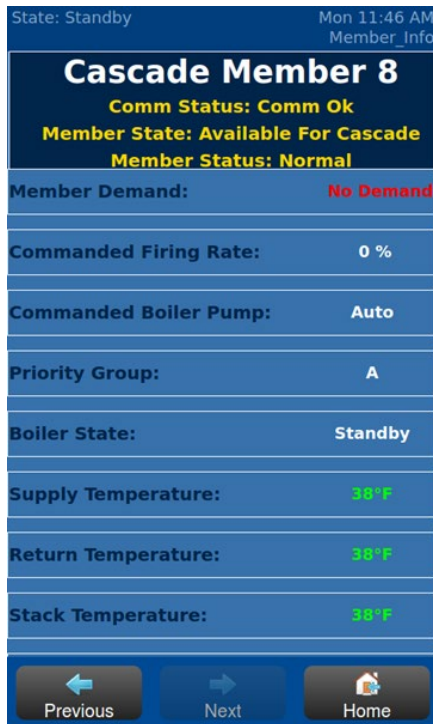 State: Standby
Mon 11:46 AM
Member_Info
Cascade Member 8
Comm Status: Comm Ok
Member State: Available For Cascade
Member Status: Normal
Member Demand: No Demand
Commanded Firing Rate: 0 %
Commanded Boiler Pump: Auto
Priority Group: A
Boiler State: Standby
Supply Temperature: 38°F
Return Temperature: 38°F
Stack Temperature: 38°F
Previous Next Home